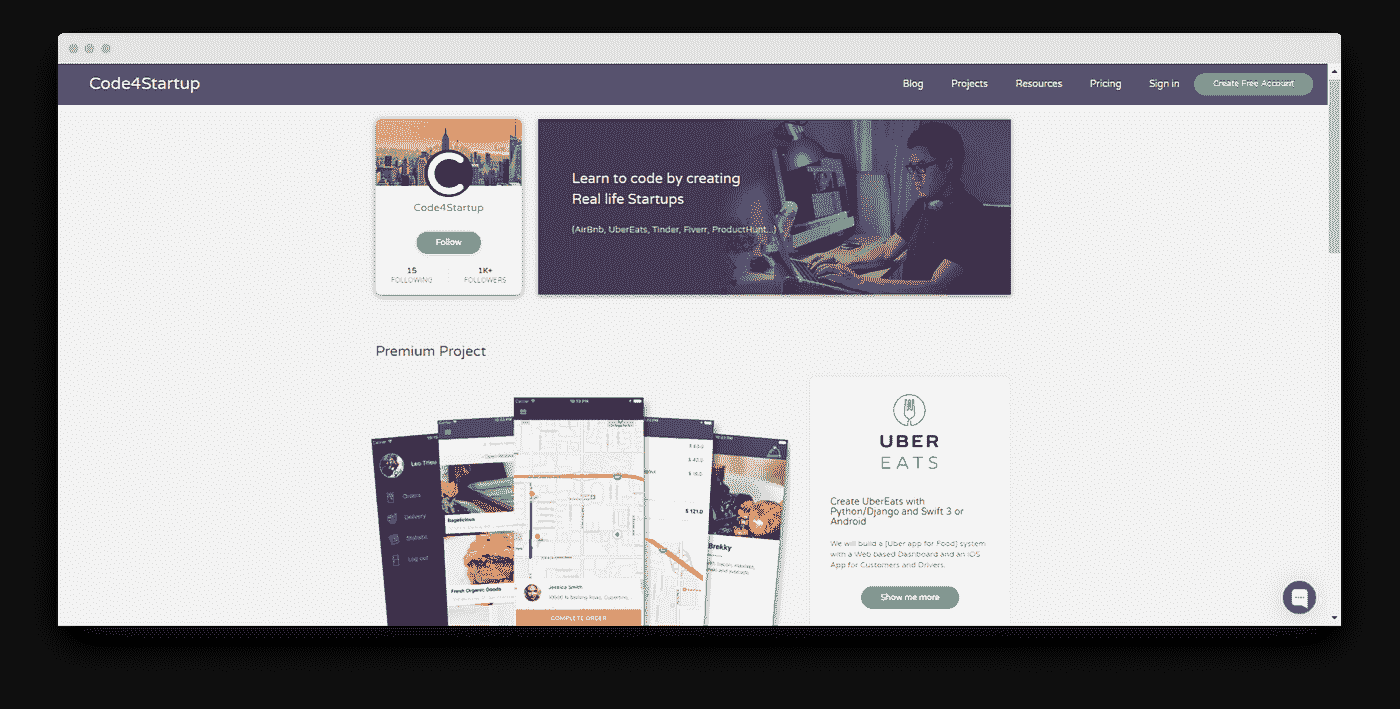 Code4Startup
Blog
Projects
Resources
Pricing
Sign in
Create Free Account
Code4Startup
Follow
15
FOLLOWING
1K+
FOLLOWERS
Learn to code by creating
Real life Startups
(AirBnb, UberEats, Tinder, Fiverr, ProductHunt...)
Premium Project
Orders
Delivery
Statistic
Log out
Bagelicious
Fresh Organic Goods
Jessica Smith
COMPLETE ORDER
$ 121.0
Brekky
UBER
EATS
Create UberEats with
Python/Django and Swift 3 or
Android
We will build a [Uber app for Food] system
with a Web based Dashboard and an iOS
App for Customers and Drivers.
Show me more